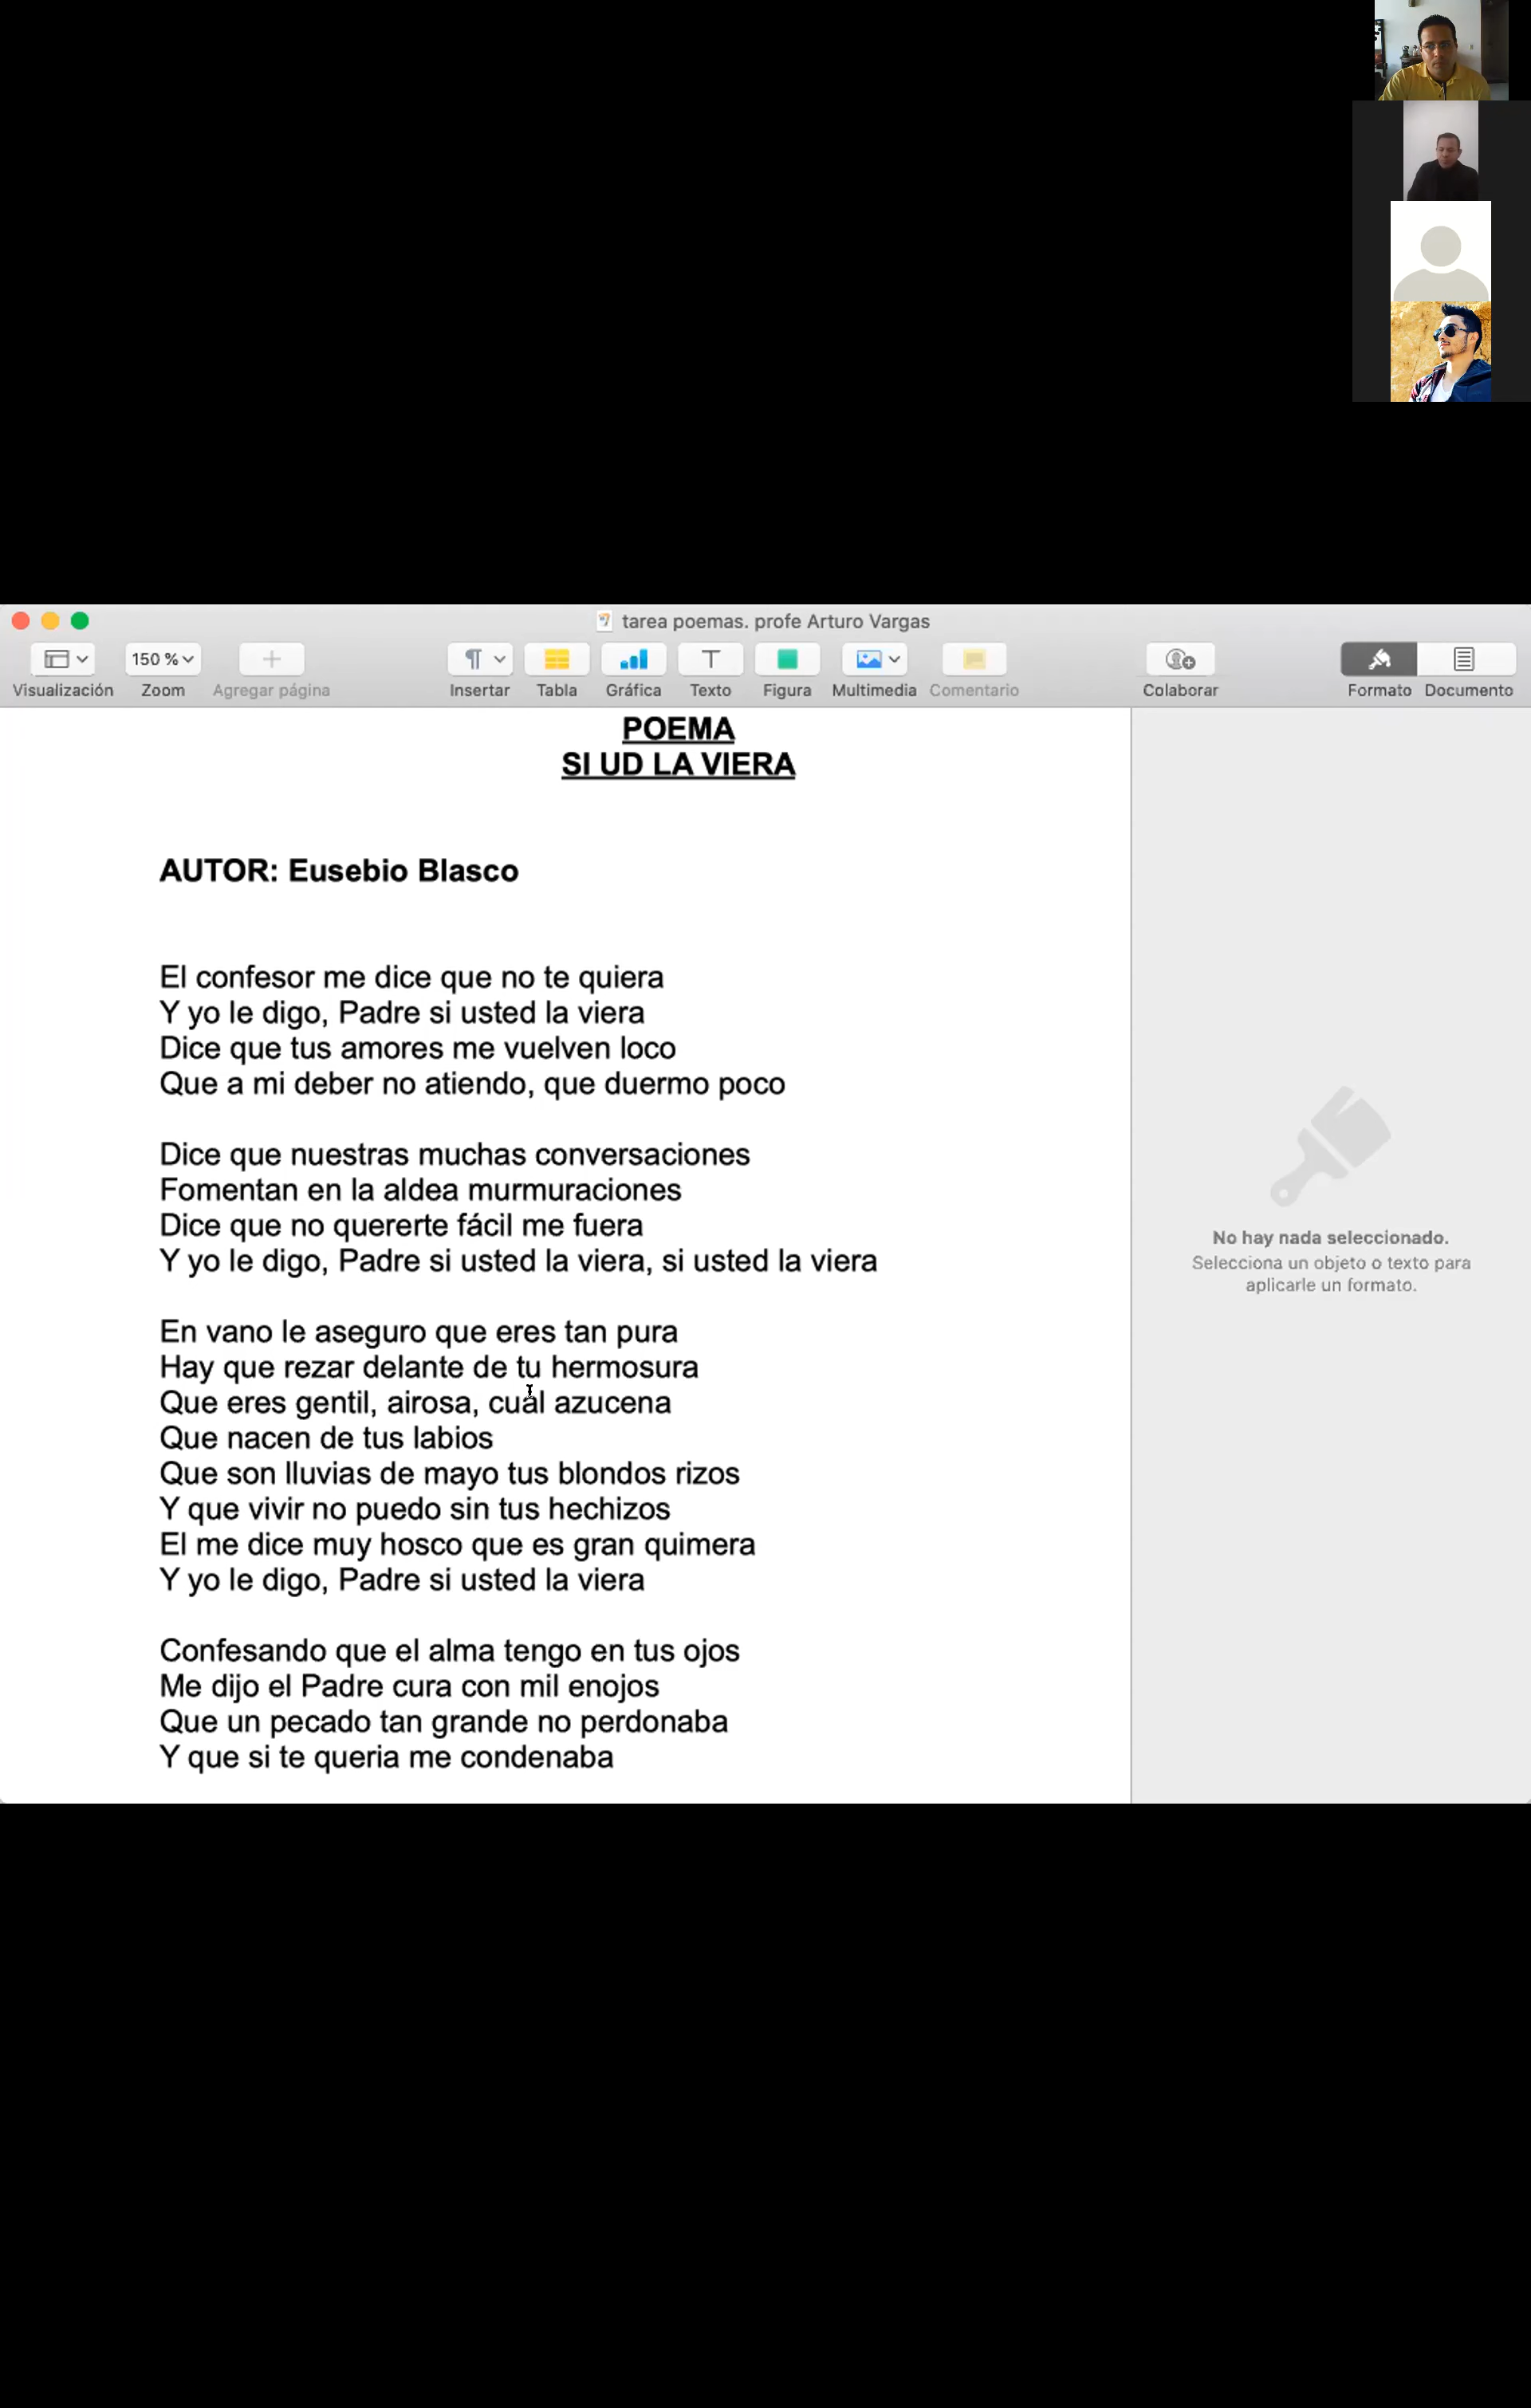 tarea poemas. profe Arturo Vargas
150 %
Visualización Zoom Agregar página Insertar Tabla Gráfica Texto Figura Multimedia Comentario Colaborar Formato Documento
POEMA
SI UD LA VIERA
AUTOR: Eusebio Blasco
El confesor me dice que no te quiera
Y yo le digo, Padre si usted la viera
Dice que tus amores me vuelven loco
Que a mi deber no atiendo, que duermo poco
Dice que nuestras muchas conversaciones
Fomentan en la aldea murmuraciones
Dice que no quererte fácil me fuera
Y yo le digo, Padre si usted la viera, si usted la viera
En vano le aseguro que eres tan pura
Hay que rezar delante de tu hermosura
Que eres gentil, airosa, cual azucena
Que nacen de tus labios
Que son lluvias de mayo tus blondos rizos
Y que vivir no puedo sin tus hechizos
El me dice muy hosco que es gran quimera
Y yo le digo, Padre si usted la viera
Confesando que el alma tengo en tus ojos
Me dijo el Padre cura con mil enojos
Que un pecado tan grande no perdonaba
Y que si te queria me condenaba
No hay nada seleccionado.
Selecciona un objeto o texto para
aplicarle un formato.